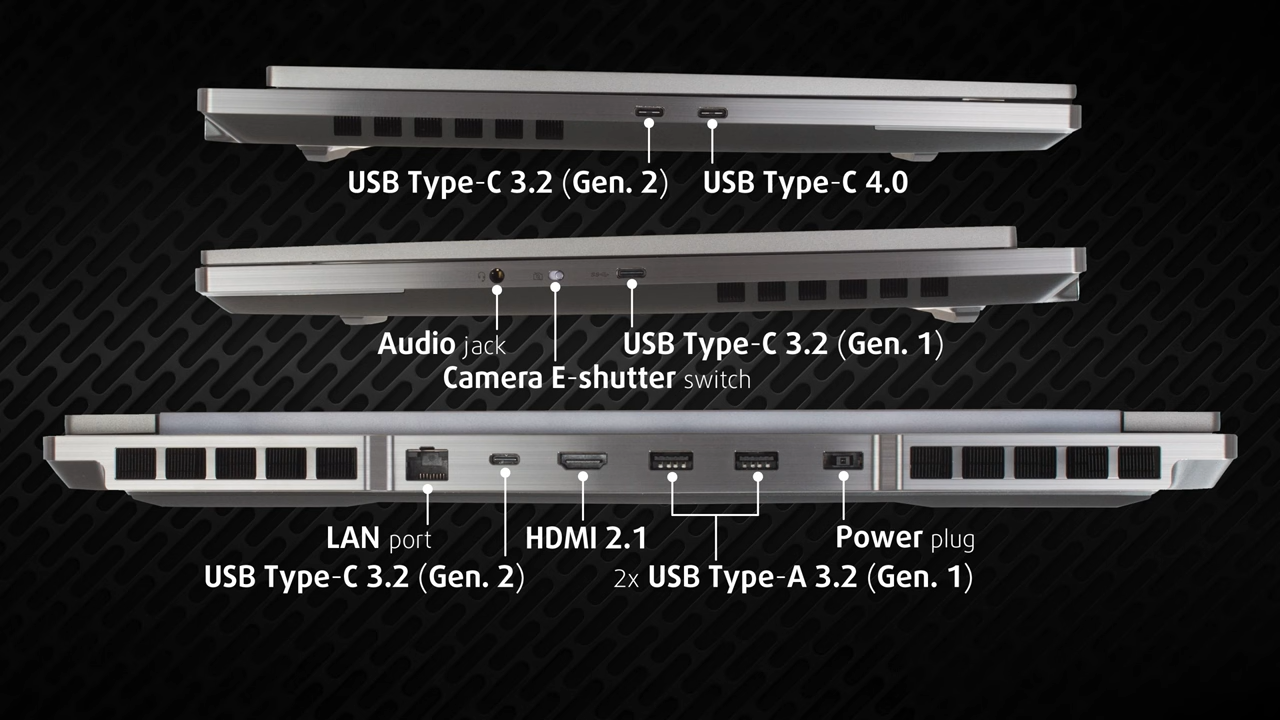 USB Type-C 3.2 (Gen. 2)
USB Type-C 4.0
Audio jack
USB Type-C 3.2 (Gen. 1)
Camera E-shutter switch
LAN port
HDMI 2.1
Power plug
USB Type-C 3.2 (Gen. 2)
2x USB Type-A 3.2 (Gen. 1)